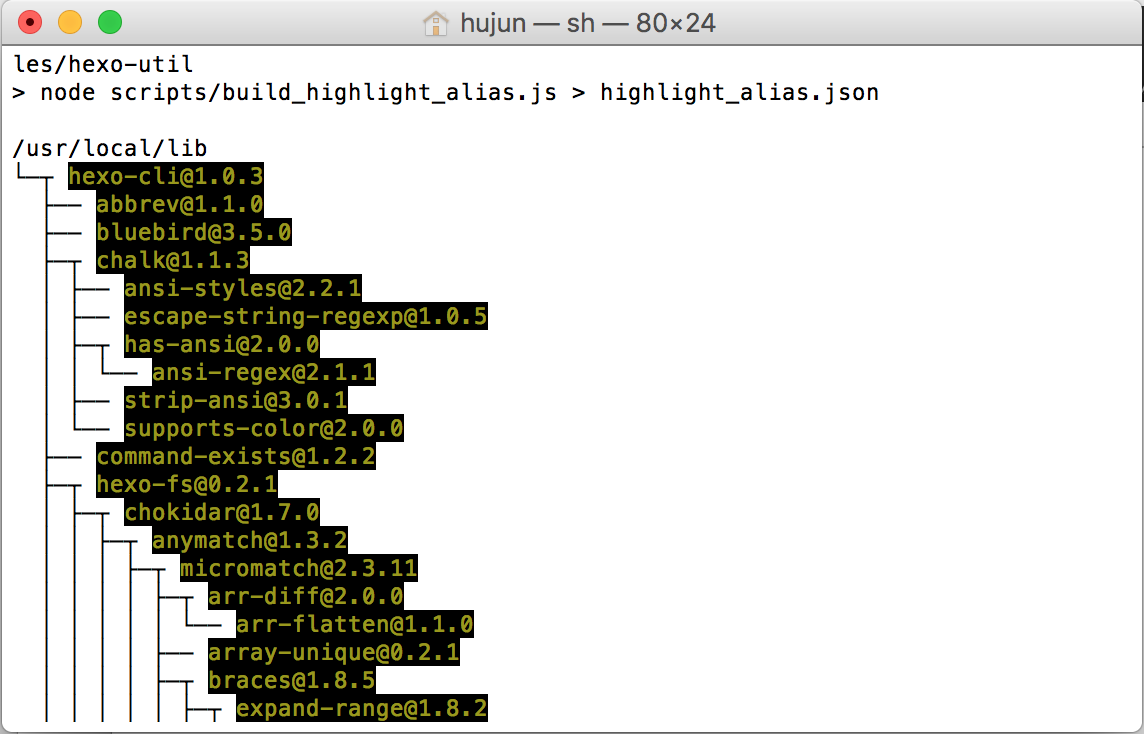 hujun — sh — 80×24
les/hexo-util
> node scripts/build_highlight_alias.js > highlight_alias.json
/usr/local/lib
└─┬ hexo-cli@1.0.3
  ├── abbrev@1.1.0
  ├── bluebird@3.5.0
  ├─┬ chalk@1.1.3
  │ ├── ansi-styles@2.2.1
  │ ├── escape-string-regexp@1.0.5
  │ ├─┬ has-ansi@2.0.0
  │ │ └── ansi-regex@2.1.1
  │ ├── strip-ansi@3.0.1
  │ └── supports-color@2.0.0
  ├── command-exists@1.2.2
  ├─┬ hexo-fs@0.2.1
  │ ├─┬ chokidar@1.7.0
  │ │ ├─┬ anymatch@1.3.2
  │ │ │ ├─┬ micromatch@2.3.11
  │ │ │ │ ├─┬ arr-diff@2.0.0
  │ │ │ │ │ └── arr-flatten@1.1.0
  │ │ │ │ ├── array-unique@0.2.1
  │ │ │ │ ├─┬ braces@1.8.5
  │ │ │ │ │ ├─┬ expand-range@1.8.2